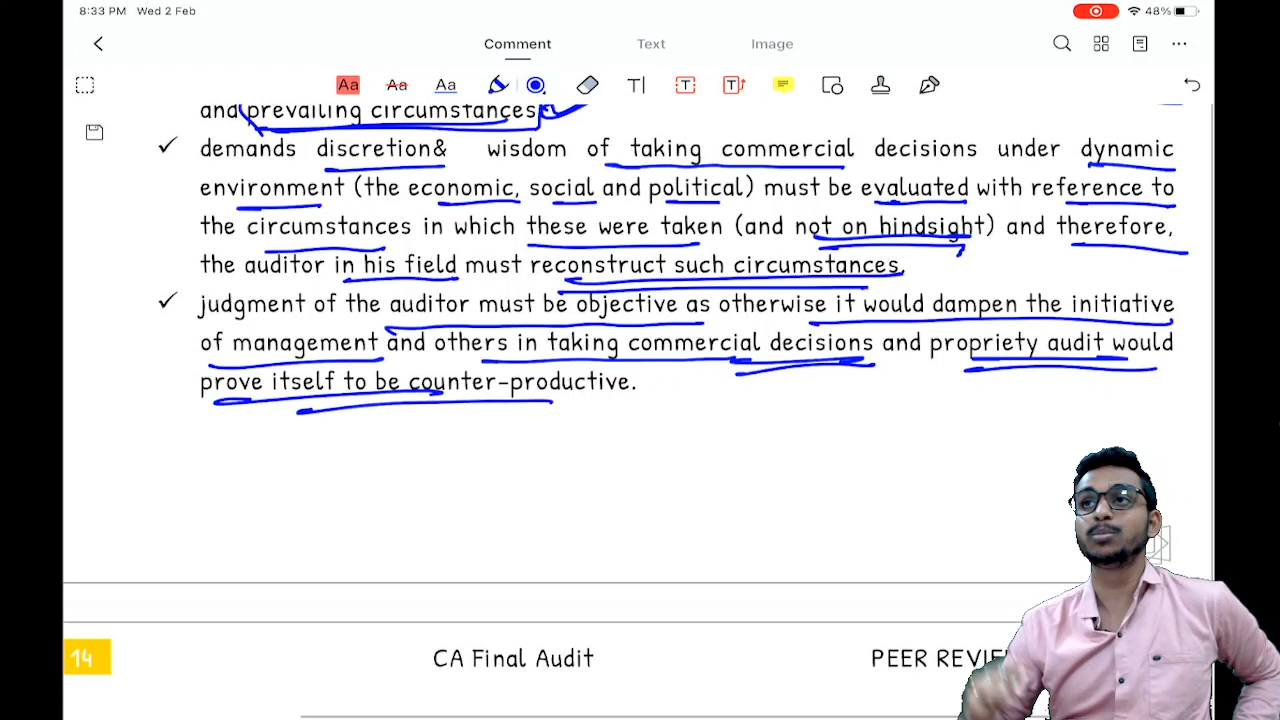 8:33 PM Wed 2 Feb
48%
Comment Text Image
Aa Aa Aa T T T
and prevailing circumstances
✓ demands discretion& wisdom of taking commercial decisions under dynamic
environment (the economic, social and political) must be evaluated with reference to
the circumstances in which these were taken (and not on hindsight) and therefore,
the auditor in his field must reconstruct such circumstances.
✓ judgment of the auditor must be objective as otherwise it would dampen the initiative
of management and others in taking commercial decisions and propriety audit would
prove itself to be counter-productive.
14 CA Final Audit PEER REVIE